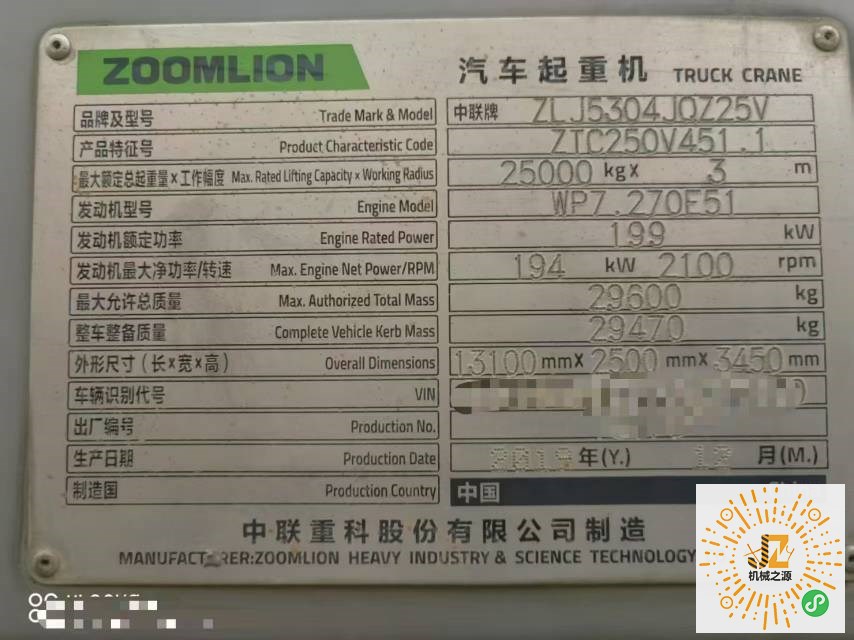 ZOOMLION 汽车起重机 TRUCK CRANE
品牌及型号 Trade Mark & Model 中联牌 ZLJ5304JQZ25V
产品特征号 Product Characteristic Code ZTC250V451.1
最大额定总起重量×工作幅度 Max. Rated Lifting Capacity × Working Radius 25000 kg× 3 m
发动机型号 Engine Model WP7.270E51
发动机额定功率 Engine Rated Power 199 kW
发动机最大净功率/转速 Max. Engine Net Power/RPM 194 kW 2100 rpm
最大允许总质量 Max. Authorized Total Mass 29600 kg
整车整备质量 Complete Vehicle Kerb Mass 29470 kg
外形尺寸(长×宽×高) Overall Dimensions 13100 mm× 2500 mm× 3450 mm
车辆识别代号 VIN
出厂编号 Production No.
生产日期 Production Date 2019 年(Y.) 12 月(M.)
制造国 Production Country 中国
中联重科股份有限公司制造
MANUFACTURER:ZOOMLION HEAVY INDUSTRY & SCIENCE TECHNOLOGY
JZ
机械之源